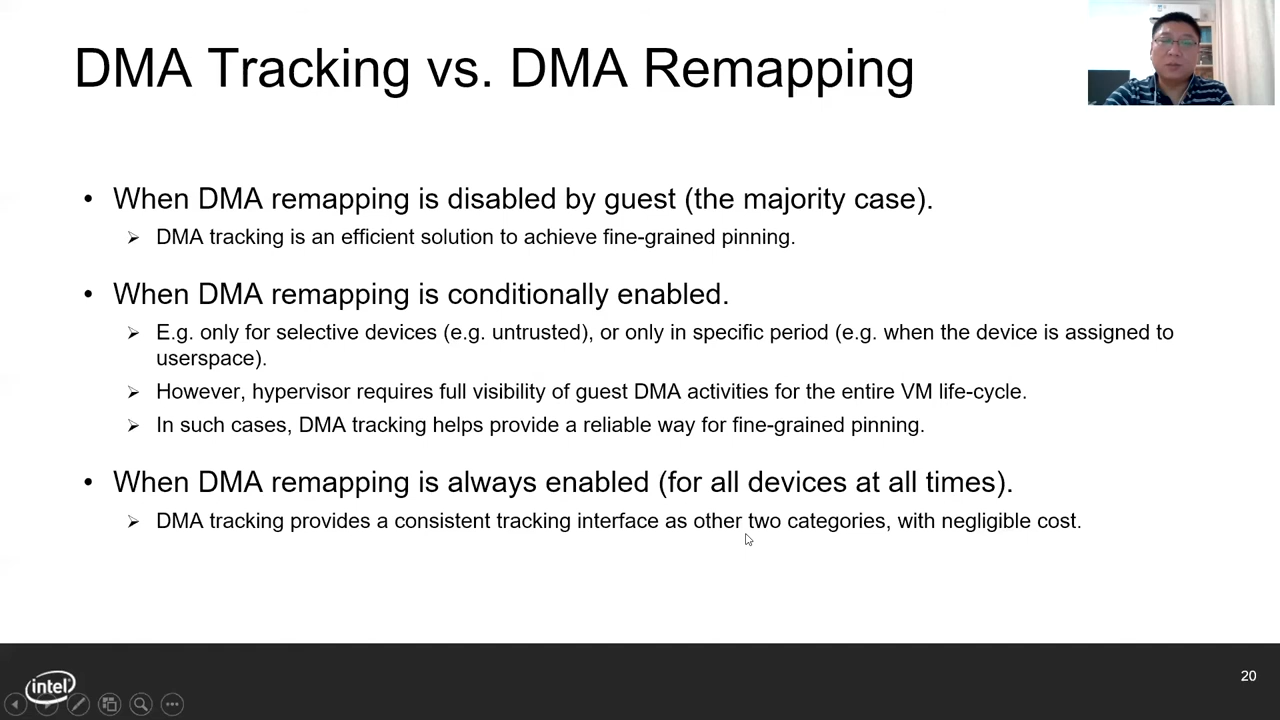 DMA Tracking vs. DMA Remapping
• When DMA remapping is disabled by guest (the majority case).
➢ DMA tracking is an efficient solution to achieve fine-grained pinning.
• When DMA remapping is conditionally enabled.
➢ E.g. only for selective devices (e.g. untrusted), or only in specific period (e.g. when the device is assigned to
userspace).
➢ However, hypervisor requires full visibility of guest DMA activities for the entire VM life-cycle.
➢ In such cases, DMA tracking helps provide a reliable way for fine-grained pinning.
• When DMA remapping is always enabled (for all devices at all times).
➢ DMA tracking provides a consistent tracking interface as other two categories, with negligible cost.
intel
20